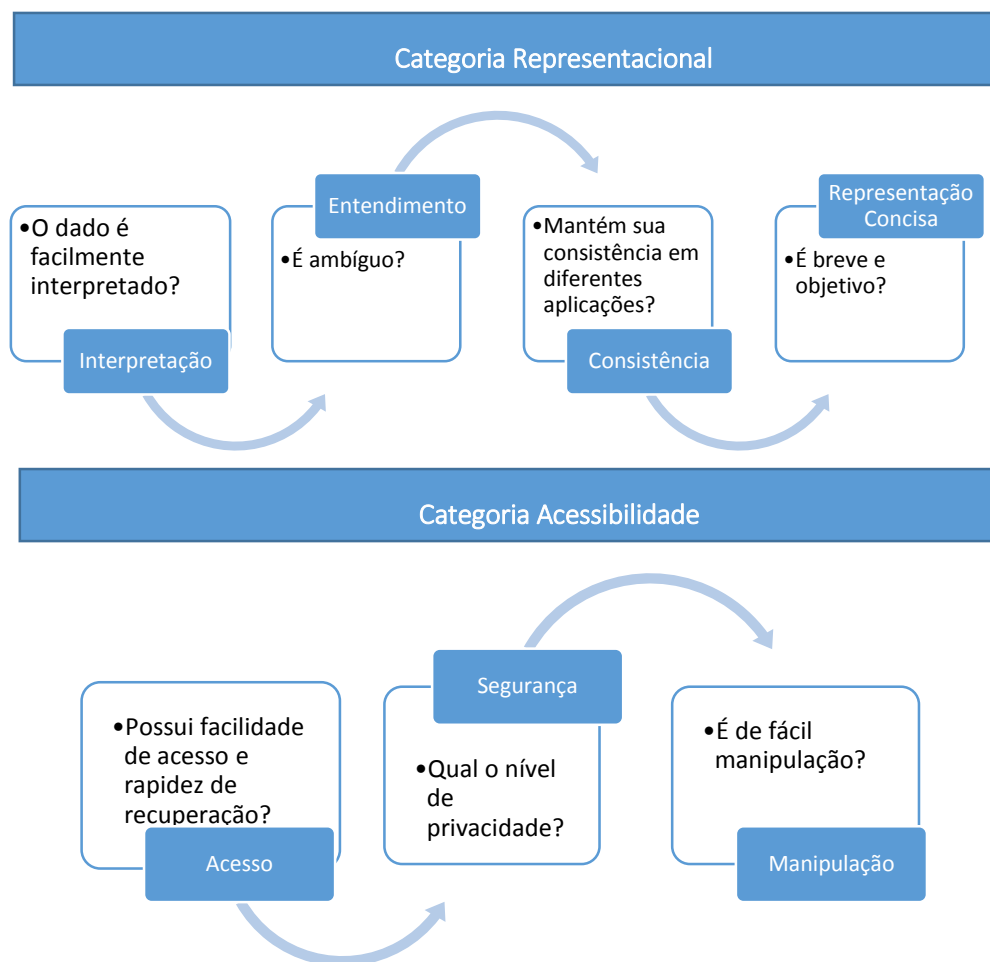 Categoria Representacional
•O dado é
facilmente
interpretado?
Interpretação
Entendimento
•É ambíguo?
•Mantém sua
consistência em
diferentes
aplicações?
Consistência
Representação
Concisa
•É breve e
objetivo?
Categoria Acessibilidade
•Possui facilidade
de acesso e
rapidez de
recuperação?
Acesso
Segurança
•Qual o nível
de
privacidade?
•É de fácil
manipulação?
Manipulação